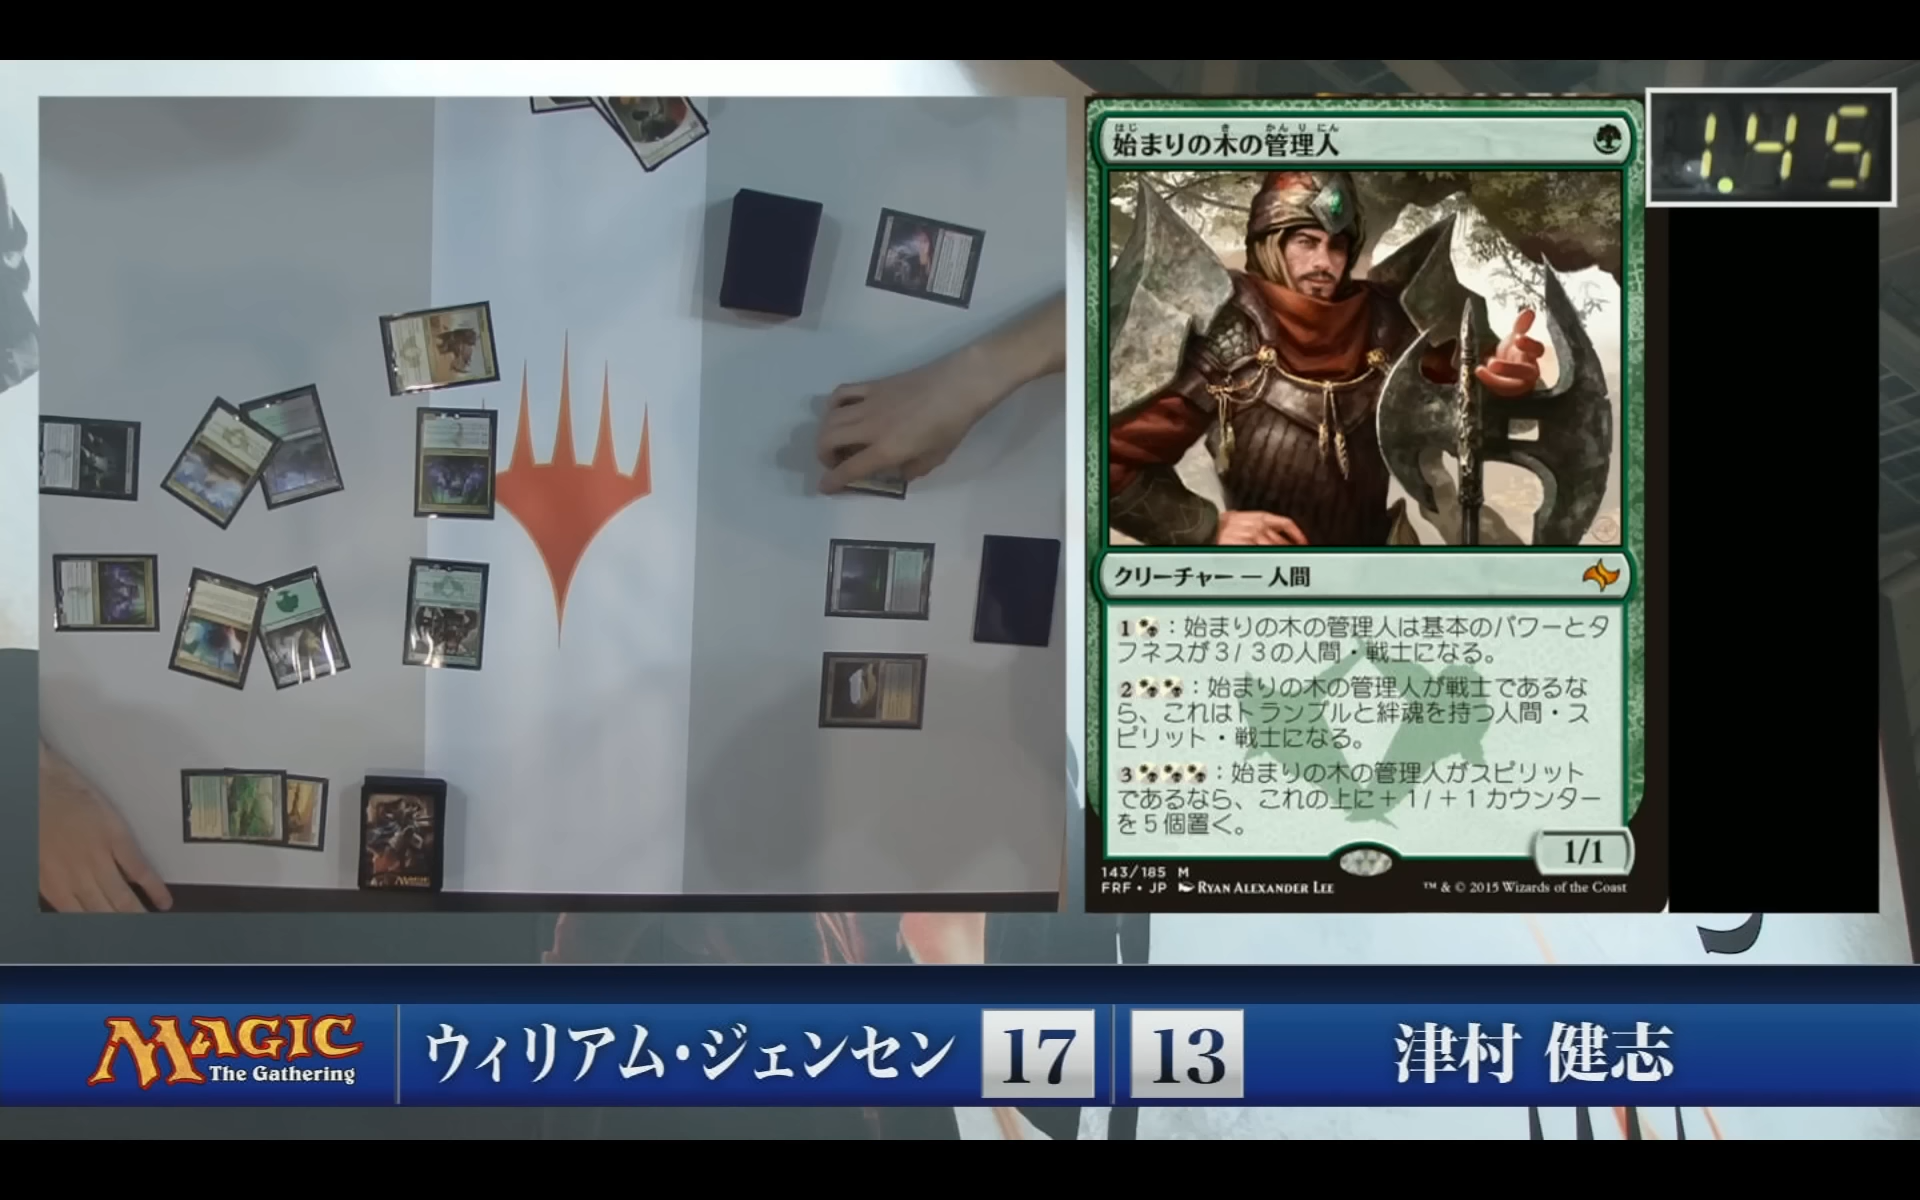 始まりの木の管理人
はじ き かんりにん
1.45
クリーチャー — 人間
1：始まりの木の管理人は基本のパワーとタ
フネスが3/3の人間・戦士になる。
2：始まりの木の管理人が戦士であるな
ら、これはトランプルと絆魂を持つ人間・ス
ピリット・戦士になる。
3：始まりの木の管理人がスピリット
であるなら、これの上に＋1/＋1カウンター
を5個置く。
1/1
143/185 M
FRF • JP RYAN ALEXANDER LEE
™ & © 2015 Wizards of the Coast
MAGIC
The Gathering
ウィリアム・ジェンセン
17
13
津村 健志